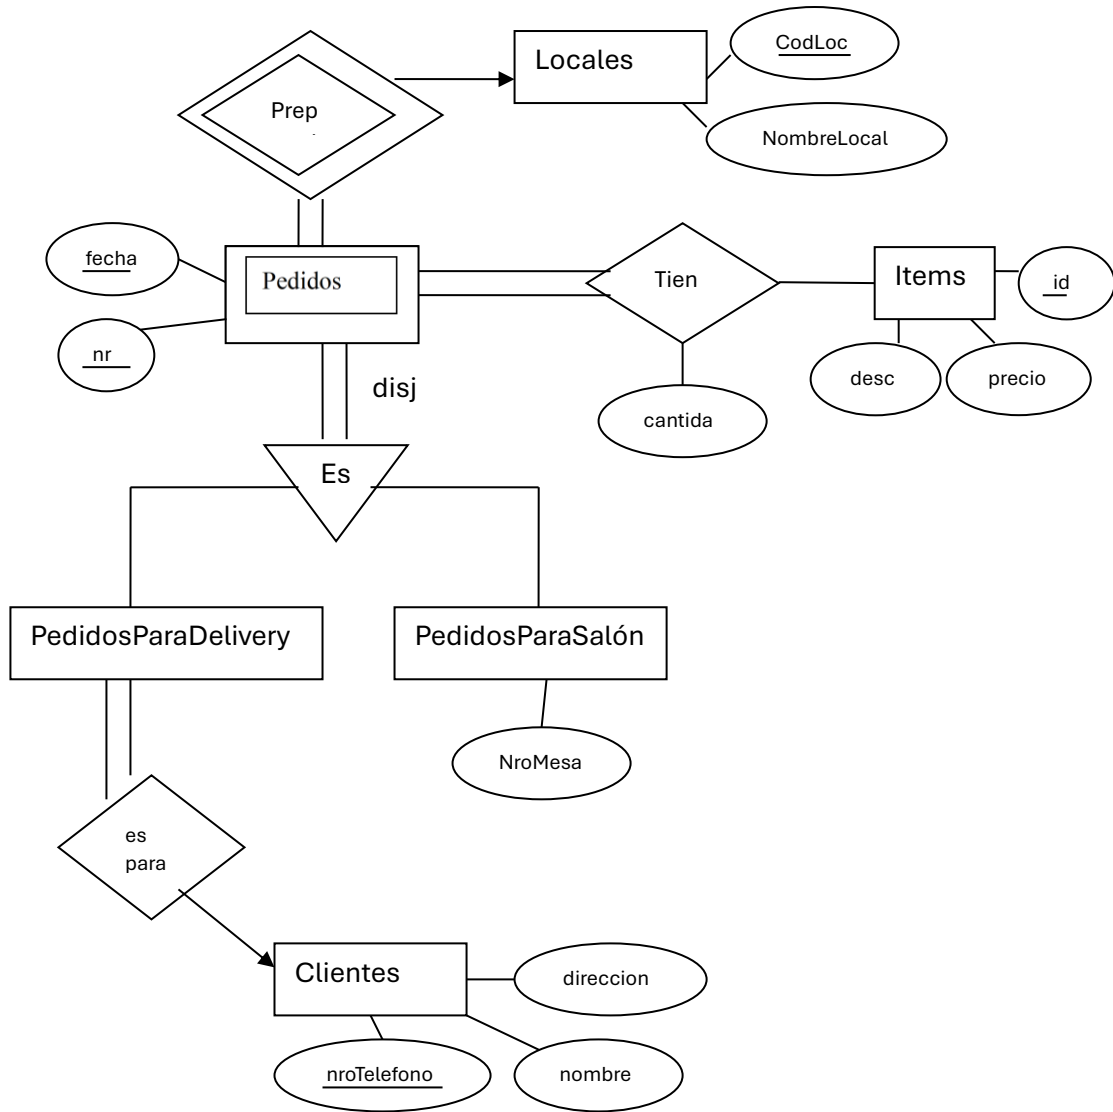 CodLoc
Locales
Prep
NombreLocal
fecha
Pedidos
Tien
Items
id
nr
disj
desc
precio
cantida
Es
PedidosParaDelivery
PedidosParaSalón
NroMesa
es
para
Clientes
direccion
nroTelefono
nombre